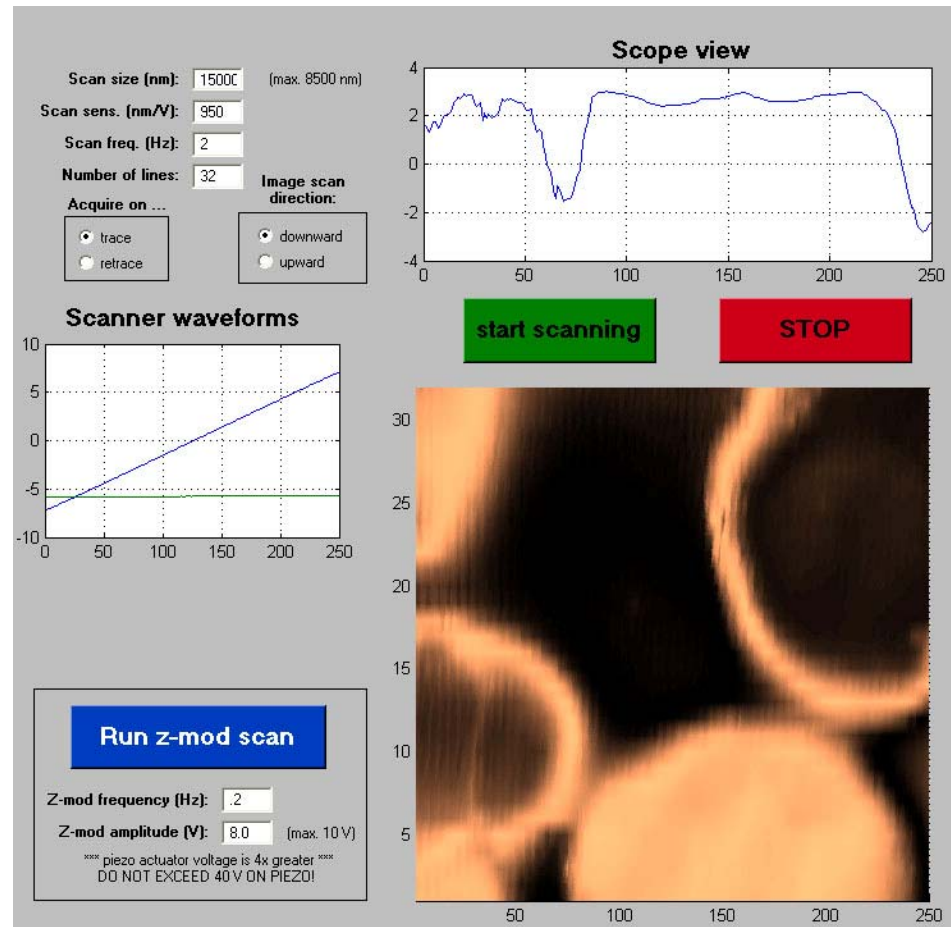 Scan size (nm): 15000 (max. 8500 nm)
Scan sens. (nm/V): 950
Scan freq. (Hz): 2
Number of lines: 32
Acquire on ...
trace
retrace
Image scan
direction:
downward
upward
Scope view
4
2
0
-2
-4
0 50 100 150 200 250
Scanner waveforms
10
5
0
-5
-10
0 50 100 150 200 250
start scanning STOP
30
25
20
15
10
5
50 100 150 200 250
Run z-mod scan
Z-mod frequency (Hz): .2
Z-mod amplitude (V): 8.0 (max. 10 V)
*** piezo actuator voltage is 4x greater ***
DO NOT EXCEED 40 V ON PIEZO!